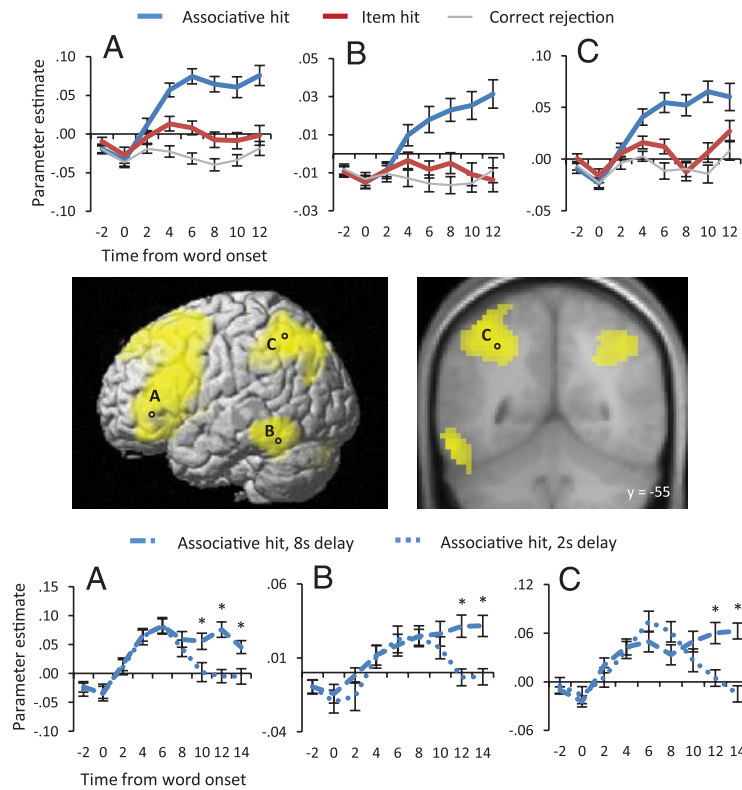 Associative hit Item hit Correct rejection
A B C
Parameter estimate
.10
.05
.00
-.05
-.10
-2 0 2 4 6 8 10 12
.05
.03
.01
-.01
-.03
-2 0 2 4 6 8 10 12
.10
.05
.00
-.05
-2 0 2 4 6 8 10 12
Time from word onset
A
B
C
C
y = -55
Associative hit, 8s delay Associative hit, 2s delay
A B C
Parameter estimate
.15
.10
.05
.00
-.05
-.10
* * *
-2 0 2 4 6 8 10 12 14
.06
.01
-.04
* *
-2 0 2 4 6 8 10 12 14
.12
.06
.00
-.06
* *
-2 0 2 4 6 8 10 12 14
Time from word onset